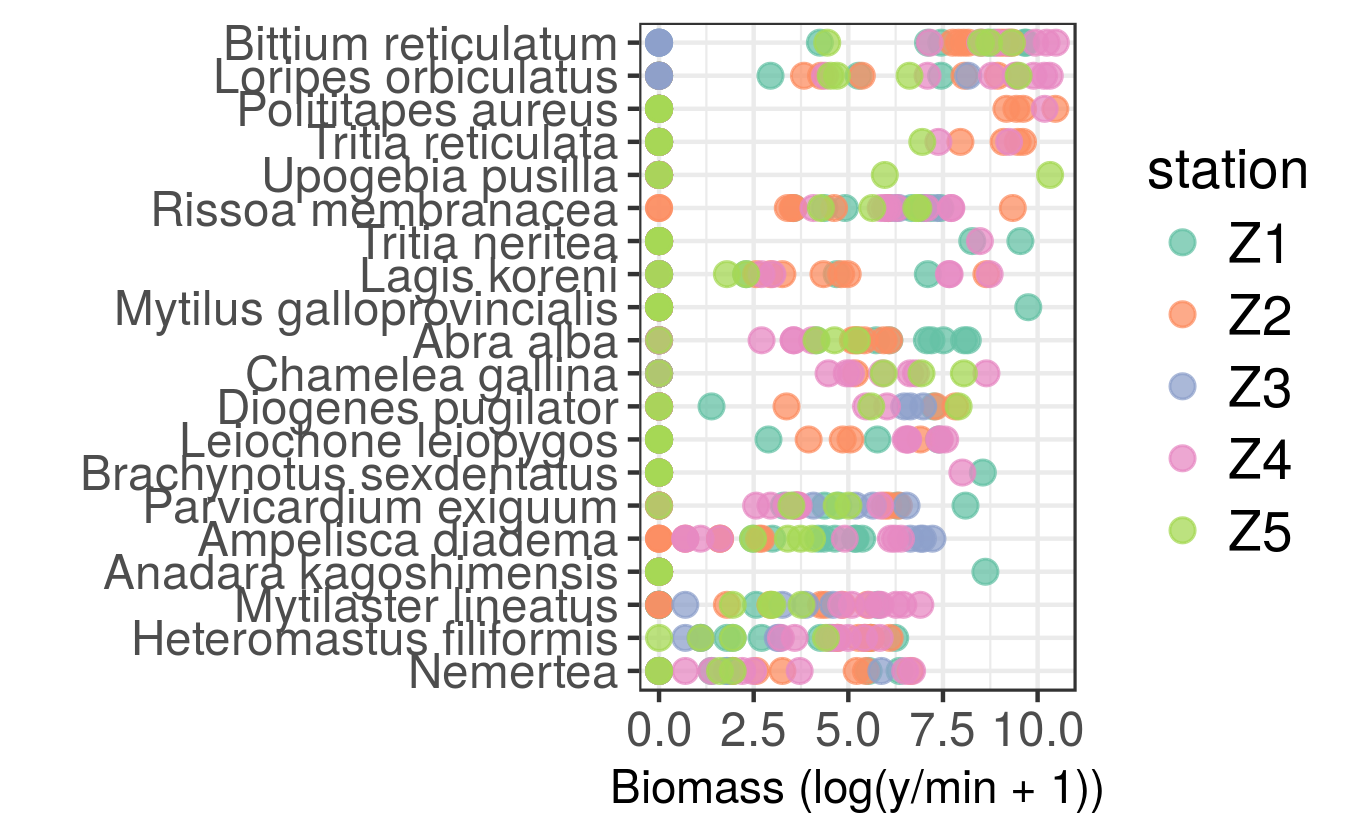 Bittium reticulatum
Loripes orbiculatus
Polititapes aureus
Tritia reticulata
Upogebia pusilla
Rissoa membranacea
Tritia neritea
Lagis koreni
Mytilus galloprovincialis
Abra alba
Chamelea gallina
Diogenes pugilator
Leiochone leiopygos
Brachynotus sexdentatus
Parvicardium exiguum
Ampelisca diadema
Anadara kagoshimensis
Mytilaster lineatus
Heteromastus filiformis
Nemertea
0.0 2.5 5.0 7.5 10.0
Biomass (log(y/min + 1))
station
Z1
Z2
Z3
Z4
Z5